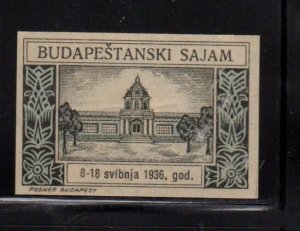 BUDAPEŠTANSKI SAJAM
8-18 svibnja 1936. god.
POSNER BUDAPEST